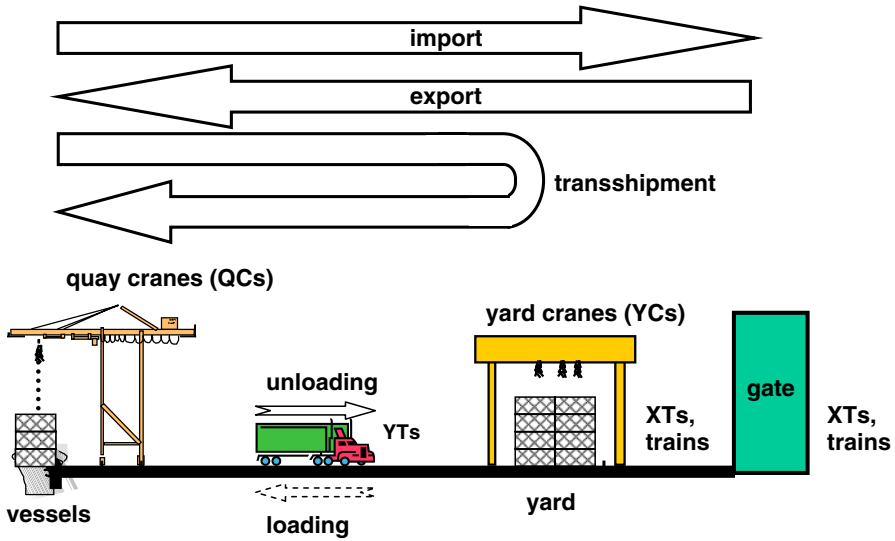 import
export
transshipment
quay cranes (QCs)
yard cranes (YCs)
gate
unloading
YTs
XTs,
trains
XTs,
trains
vessels
loading
yard